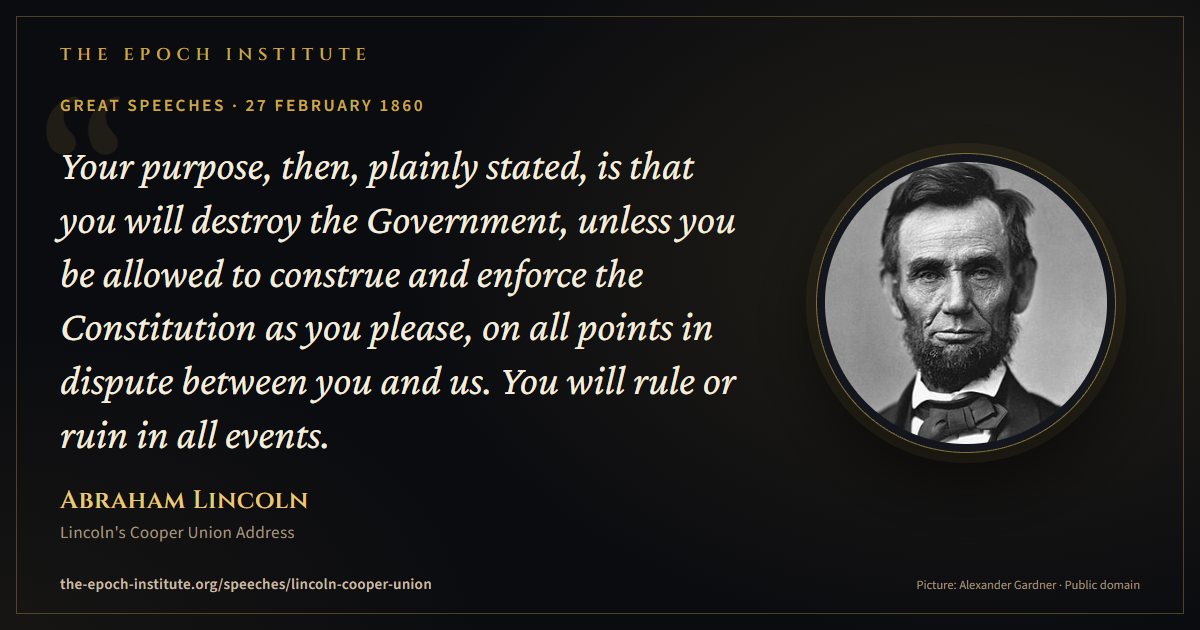 THE EPOCH INSTITUTE
GREAT SPEECHES · 27 FEBRUARY 1860
“
Your purpose, then, plainly stated, is that
you will destroy the Government, unless you
be allowed to construe and enforce the
Constitution as you please, on all points in
dispute between you and us. You will rule or
ruin in all events.
Abraham Lincoln
Lincoln's Cooper Union Address
the-epoch-institute.org/speeches/lincoln-cooper-union
Picture: Alexander Gardner · Public domain